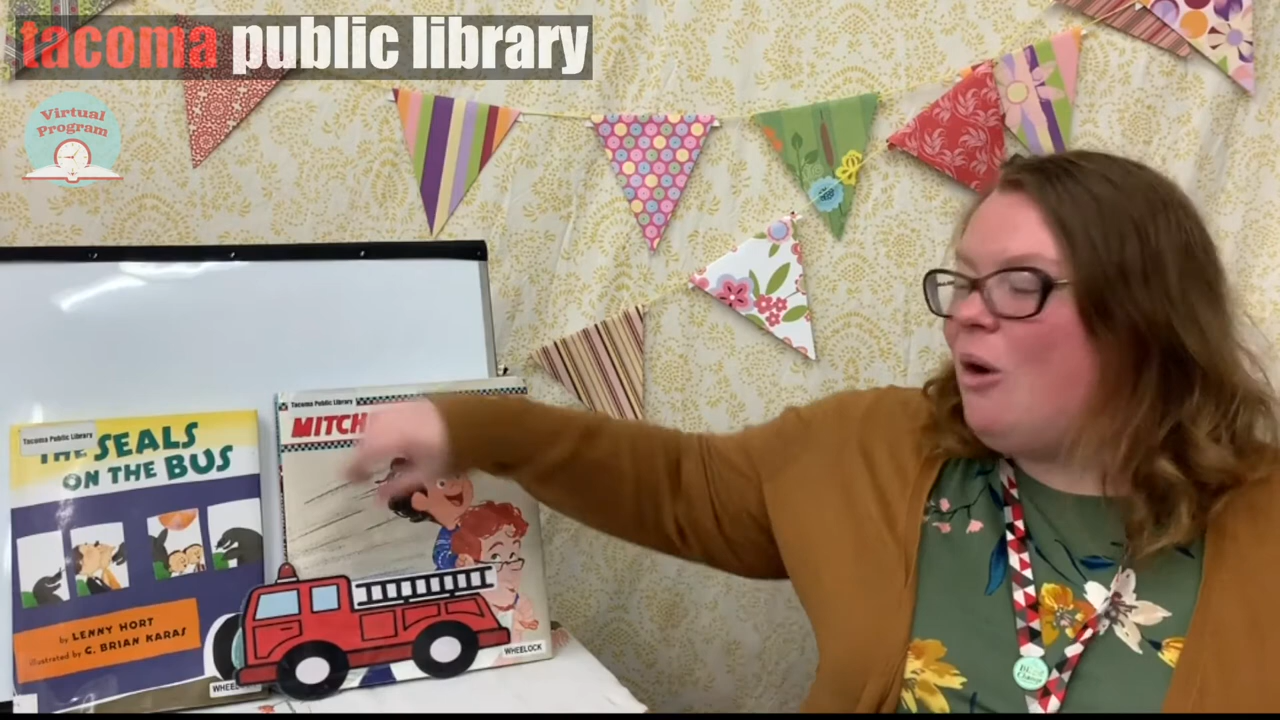 tacoma public library
Virtual
Program
Tacoma Public Library
THE SEALS
ON THE BUS
by LENNY HORT
illustrated by C. BRIAN KARAS
Tacoma Public Library
MITCH
WHEELOCK